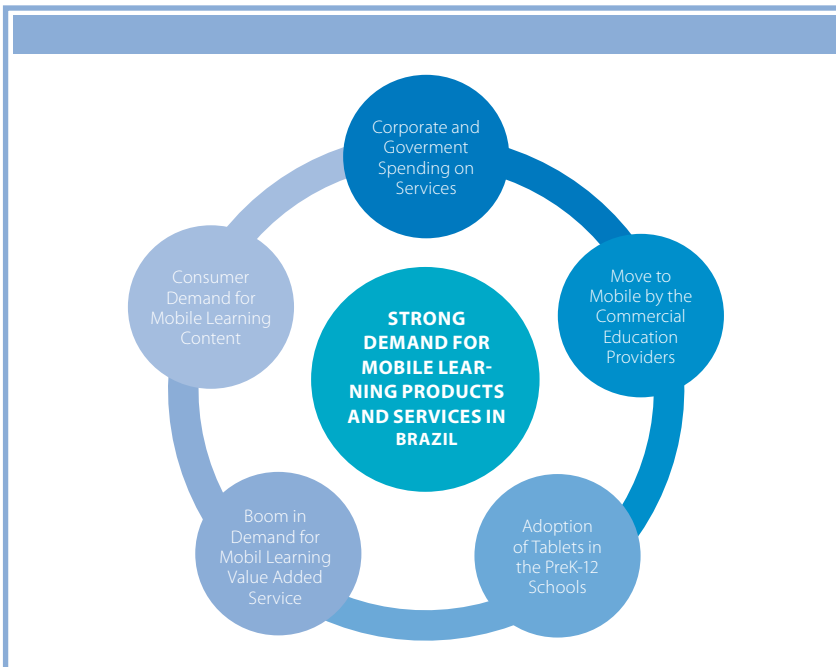 Corporate and
Goverment
Spending on
Services
Move to
Mobile by the
Commercial
Education
Providers
Adoption
of Tablets in
the PreK-12
Schools
Boom in
Demand for
Mobil Learning
Value Added
Service
Consumer
Demand for
Mobile Learning
Content
STRONG
DEMAND FOR
MOBILE LEAR-
NING PRODUCTS
AND SERVICES IN
BRAZIL